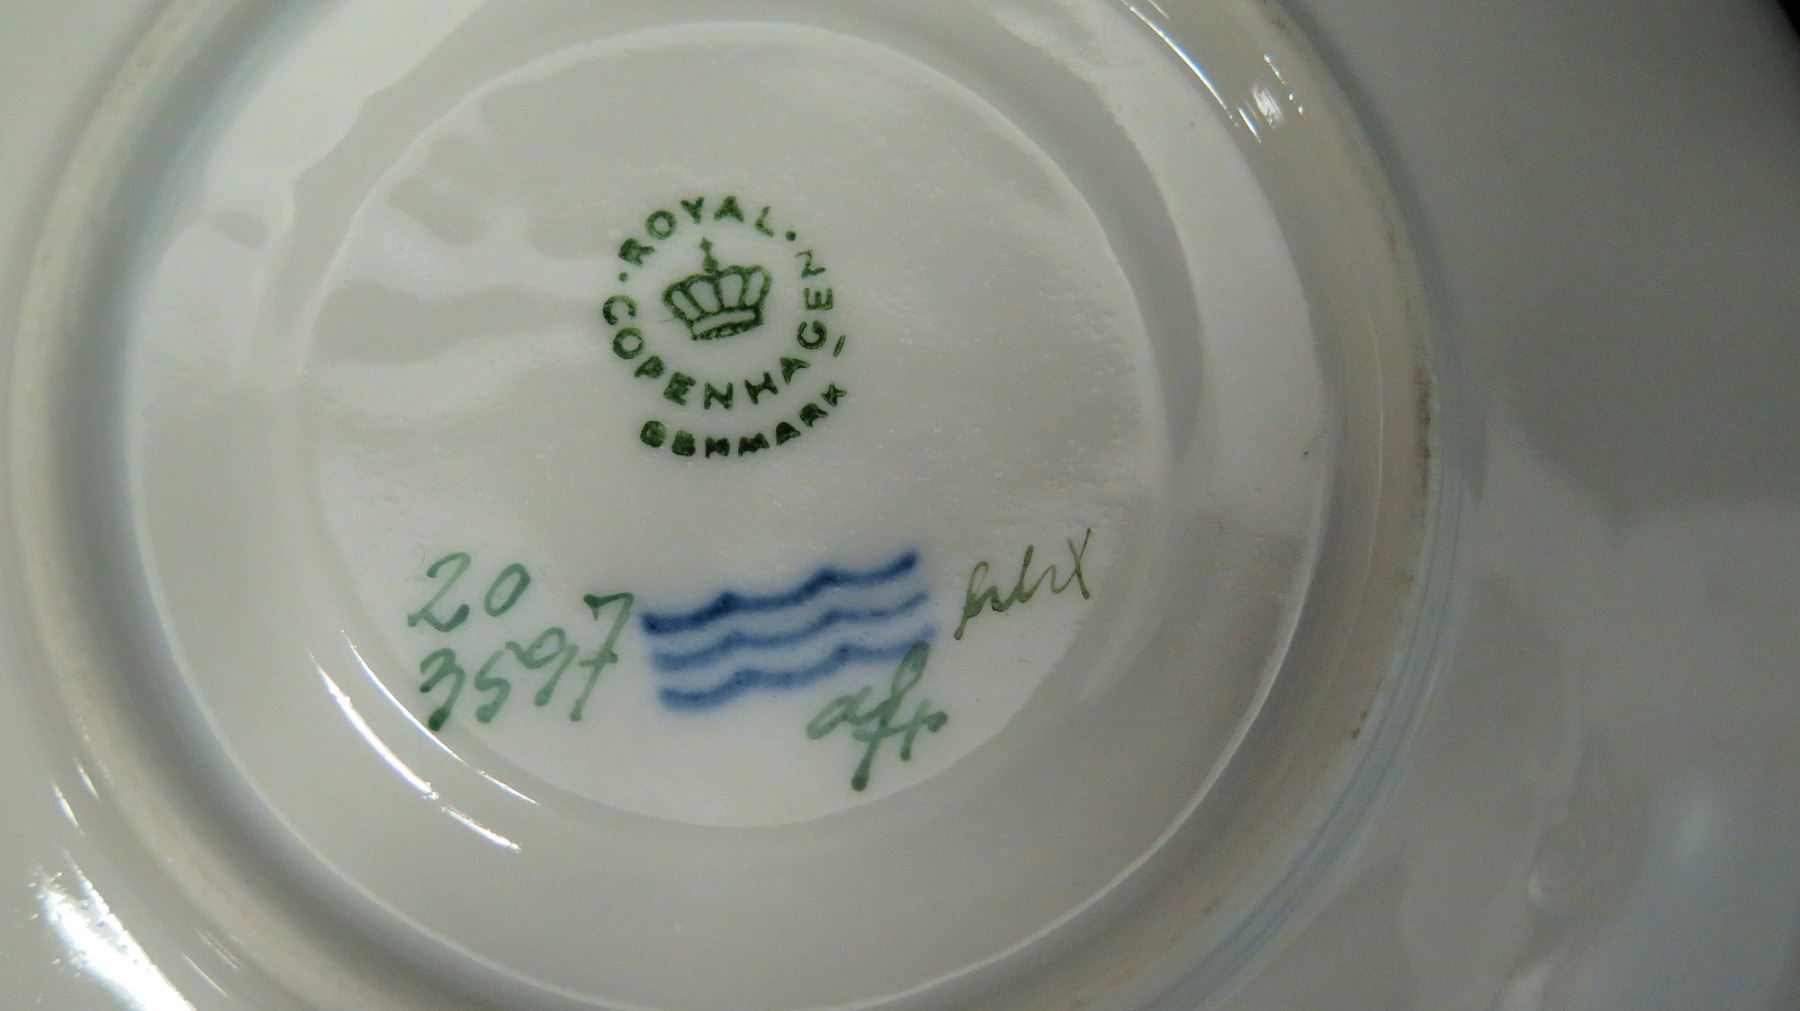 ROYAL.
COPENHAGEN
DENMARK
20
3597